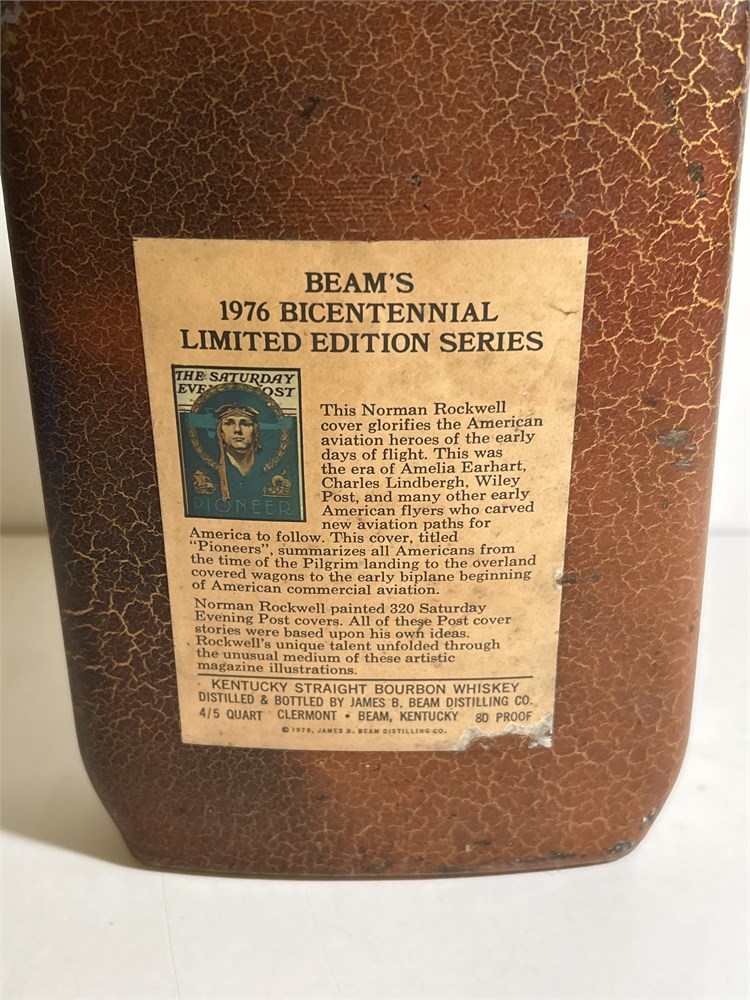 BEAM'S
1976 BICENTENNIAL
LIMITED EDITION SERIES
THE SATURDAY
EVE OST
PIONEER
This Norman Rockwell
cover glorifies the American
aviation heroes of the early
days of flight. This was
the era of Amelia Earhart,
Charles Lindbergh, Wiley
Post, and many other early
American flyers who carved
new aviation paths for
America to follow. This cover, titled
"Pioneers", summarizes all Americans from
the time of the Pilgrim landing to the overland
covered wagons to the early biplane beginning
of American commercial aviation.
Norman Rockwell painted 320 Saturday
Evening Post covers. All of these Post cover
stories were based upon his own ideas.
Rockwell's unique talent unfolded through
the unusual medium of these artistic
magazine illustrations.
KENTUCKY STRAIGHT BOURBON WHISKEY
DISTILLED & BOTTLED BY JAMES B. BEAM DISTILLING CO.
4/5 QUART CLERMONT • BEAM, KENTUCKY 80 PROOF
© 1975, JAMES B. BEAM DISTILLING CO.